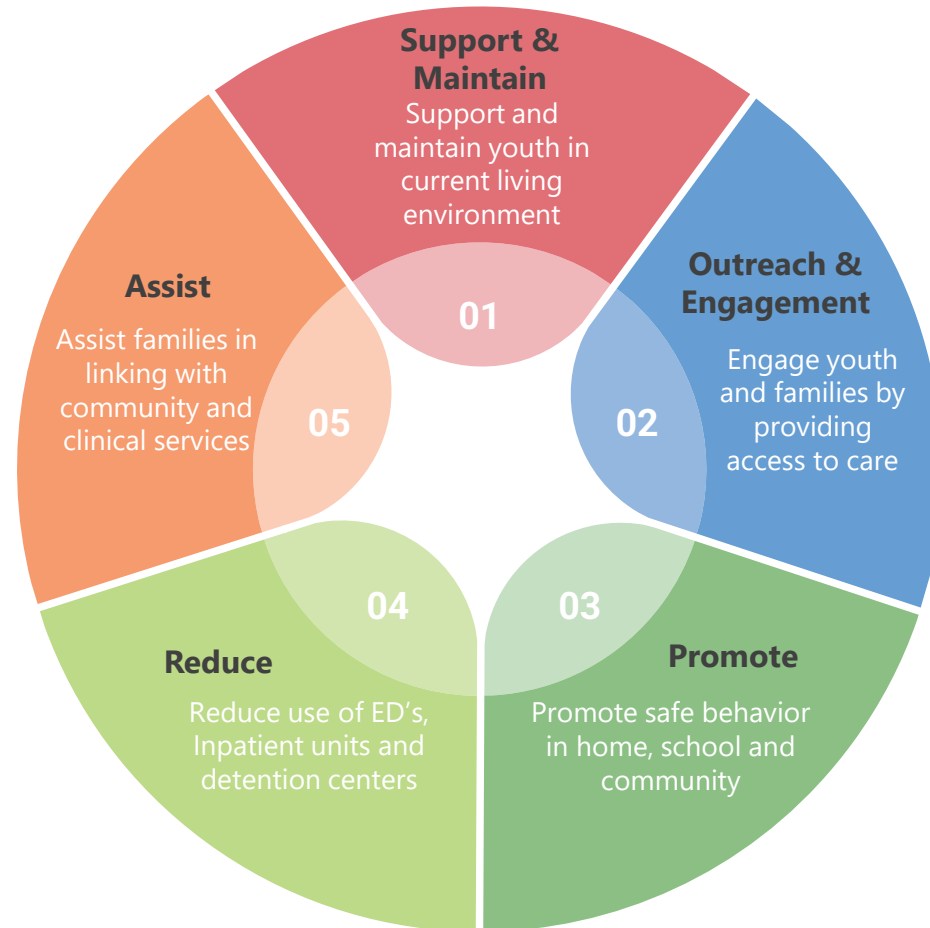 Support &
Maintain
Support and
maintain youth in
current living
environment
01
Outreach &
Engagement
Engage youth
and families by
providing
access to care
02
Promote
Promote safe behavior
in home, school and
community
03
Reduce
Reduce use of ED’s,
Inpatient units and
detention centers
04
Assist
Assist families in
linking with
community and
clinical services
05